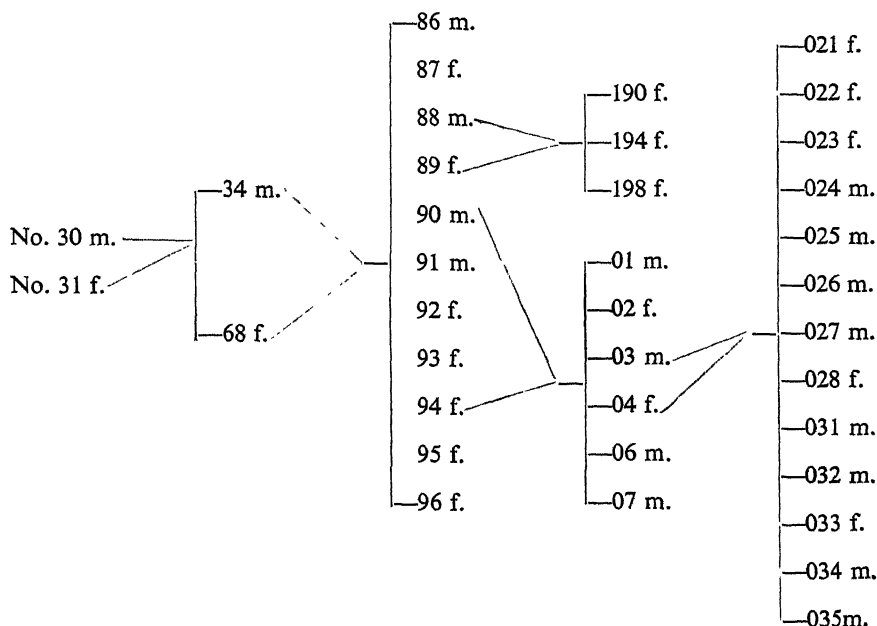 No. 30 m.
No. 31 f.
34 m.
68 f.
86 m.
87 f.
88 m.
89 f.
90 m.
91 m.
92 f.
93 f.
94 f.
95 f.
96 f.
190 f.
194 f.
198 f.
01 m.
02 f.
03 m.
04 f.
06 m.
07 m.
021 f.
022 f.
023 f.
024 m.
025 m.
026 m.
027 m.
028 f.
031 m.
032 m.
033 f.
034 m.
035m.